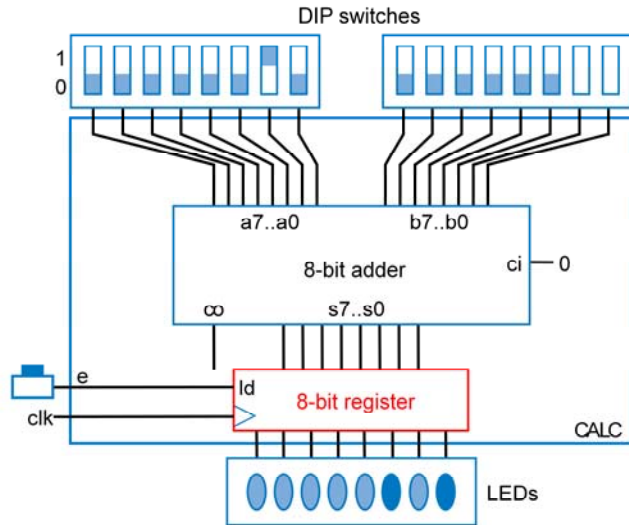 DIP switches
1
0
a7..a0
b7..b0
8-bit adder
ci
0
co
s7..s0
e
ld
8-bit register
clk
CALC
LEDs